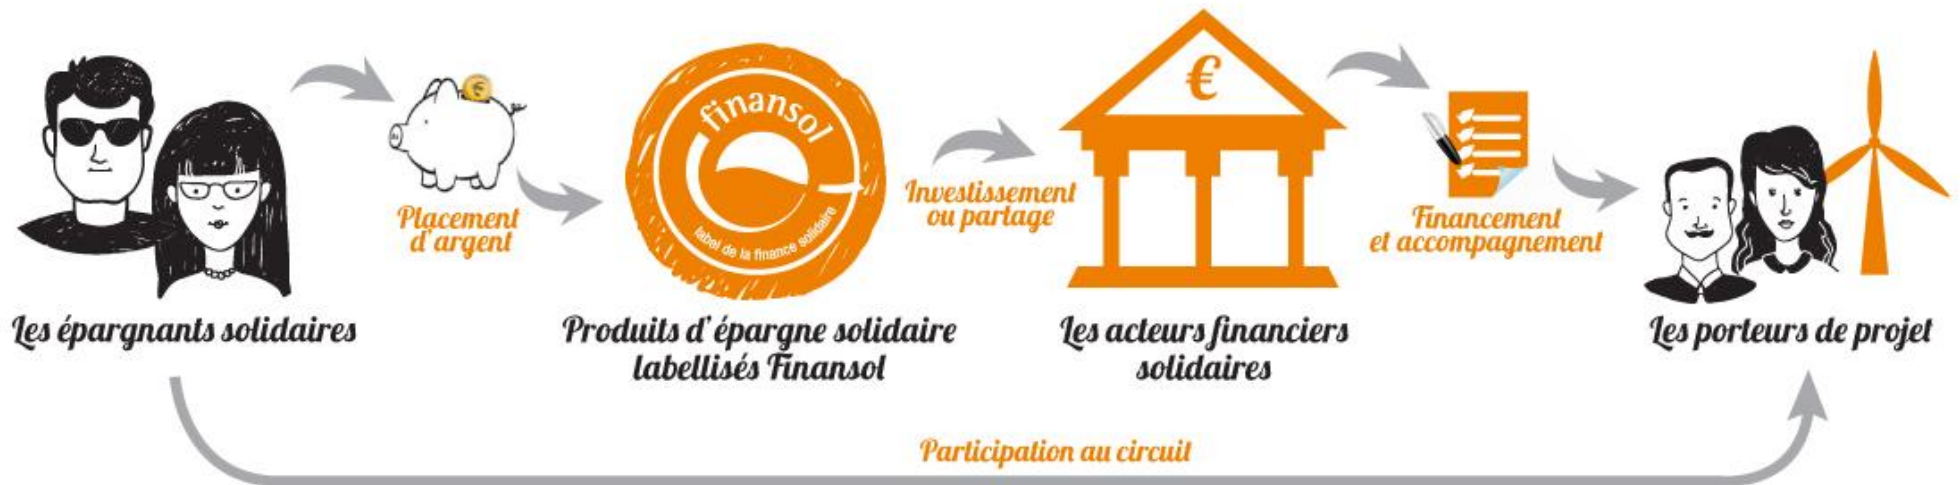 €
Placement
d'argent
finansol
label de la finance solidaire
Investissement
ou partage
€
Financement
et accompagnement
Les épargnants solidaires
Produits d'épargne solidaire
labellisés Finansol
Les acteurs financiers
solidaires
Les porteurs de projet
Participation au circuit